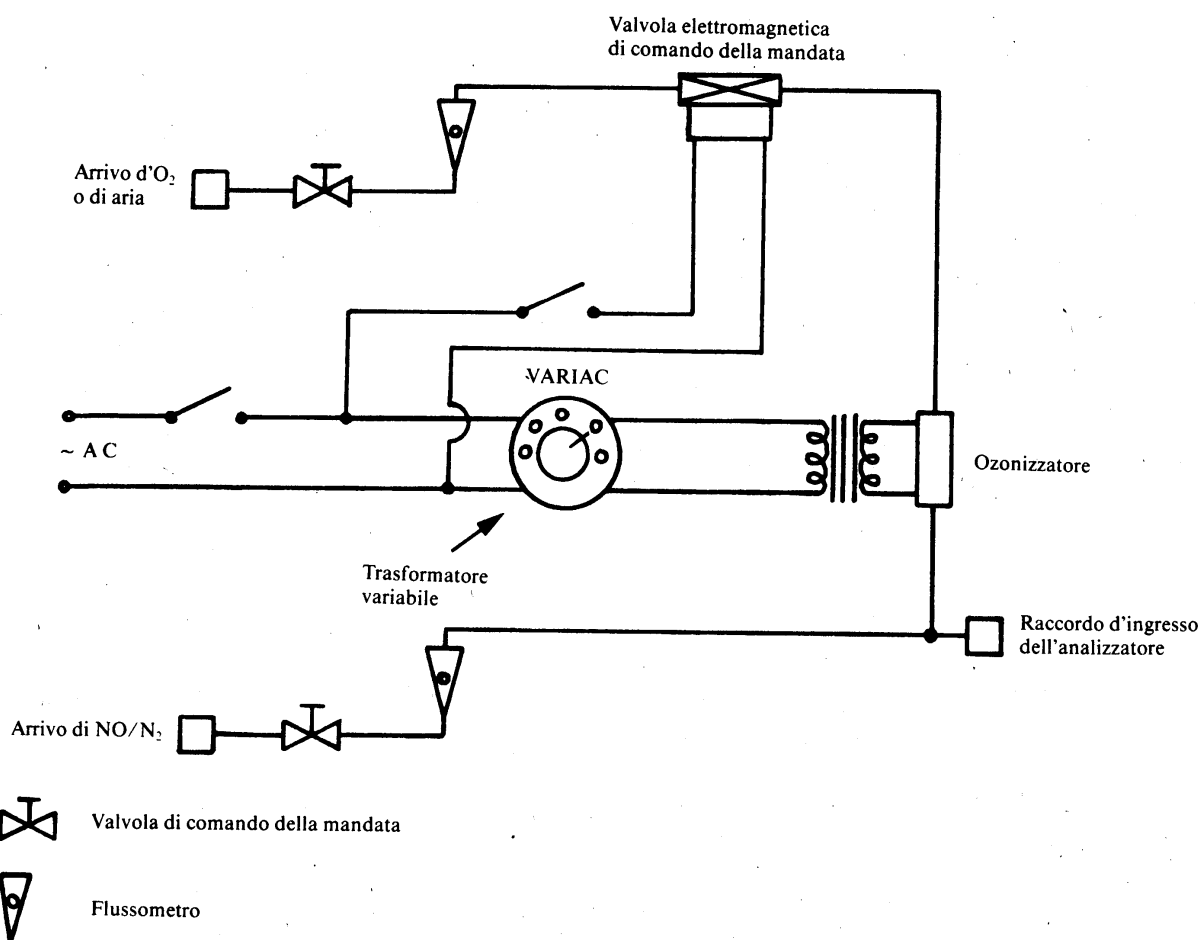 Valvola elettromagnetica
di comando della mandata
Arrivo d'O₂
o di aria
VARIAC
~ A C
Ozonizzatore
Trasformatore
variabile
Raccordo d'ingresso
dell'analizzatore
Arrivo di NO/N₂
Valvola di comando della mandata
Flussometro